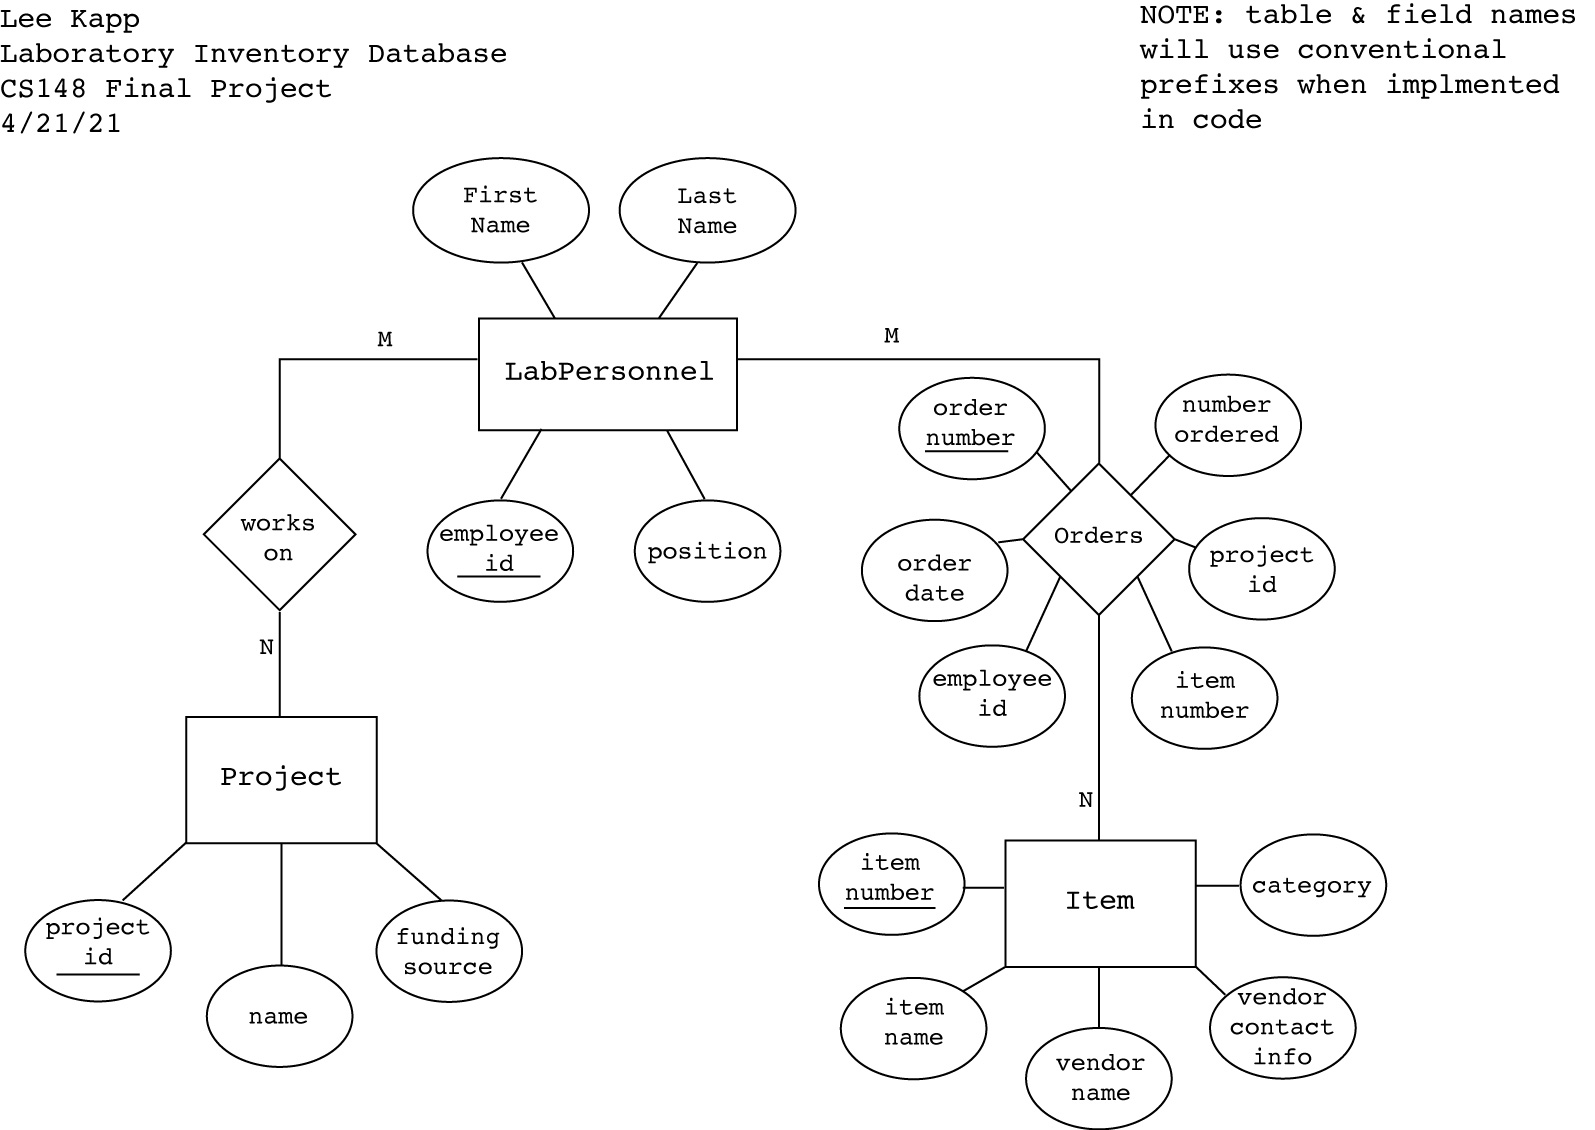 Lee Kapp
Laboratory Inventory Database
CS148 Final Project
4/21/21
NOTE: table & field names
will use conventional
prefixes when implmented
in code
First
Name
Last
Name
M
LabPersonnel
M
order
number
number
ordered
works
on
employee
id
position
Orders
order
date
project
id
N
employee
id
item
number
Project
N
item
number
Item
category
project
id
funding
source
name
item
name
vendor
name
vendor
contact
info